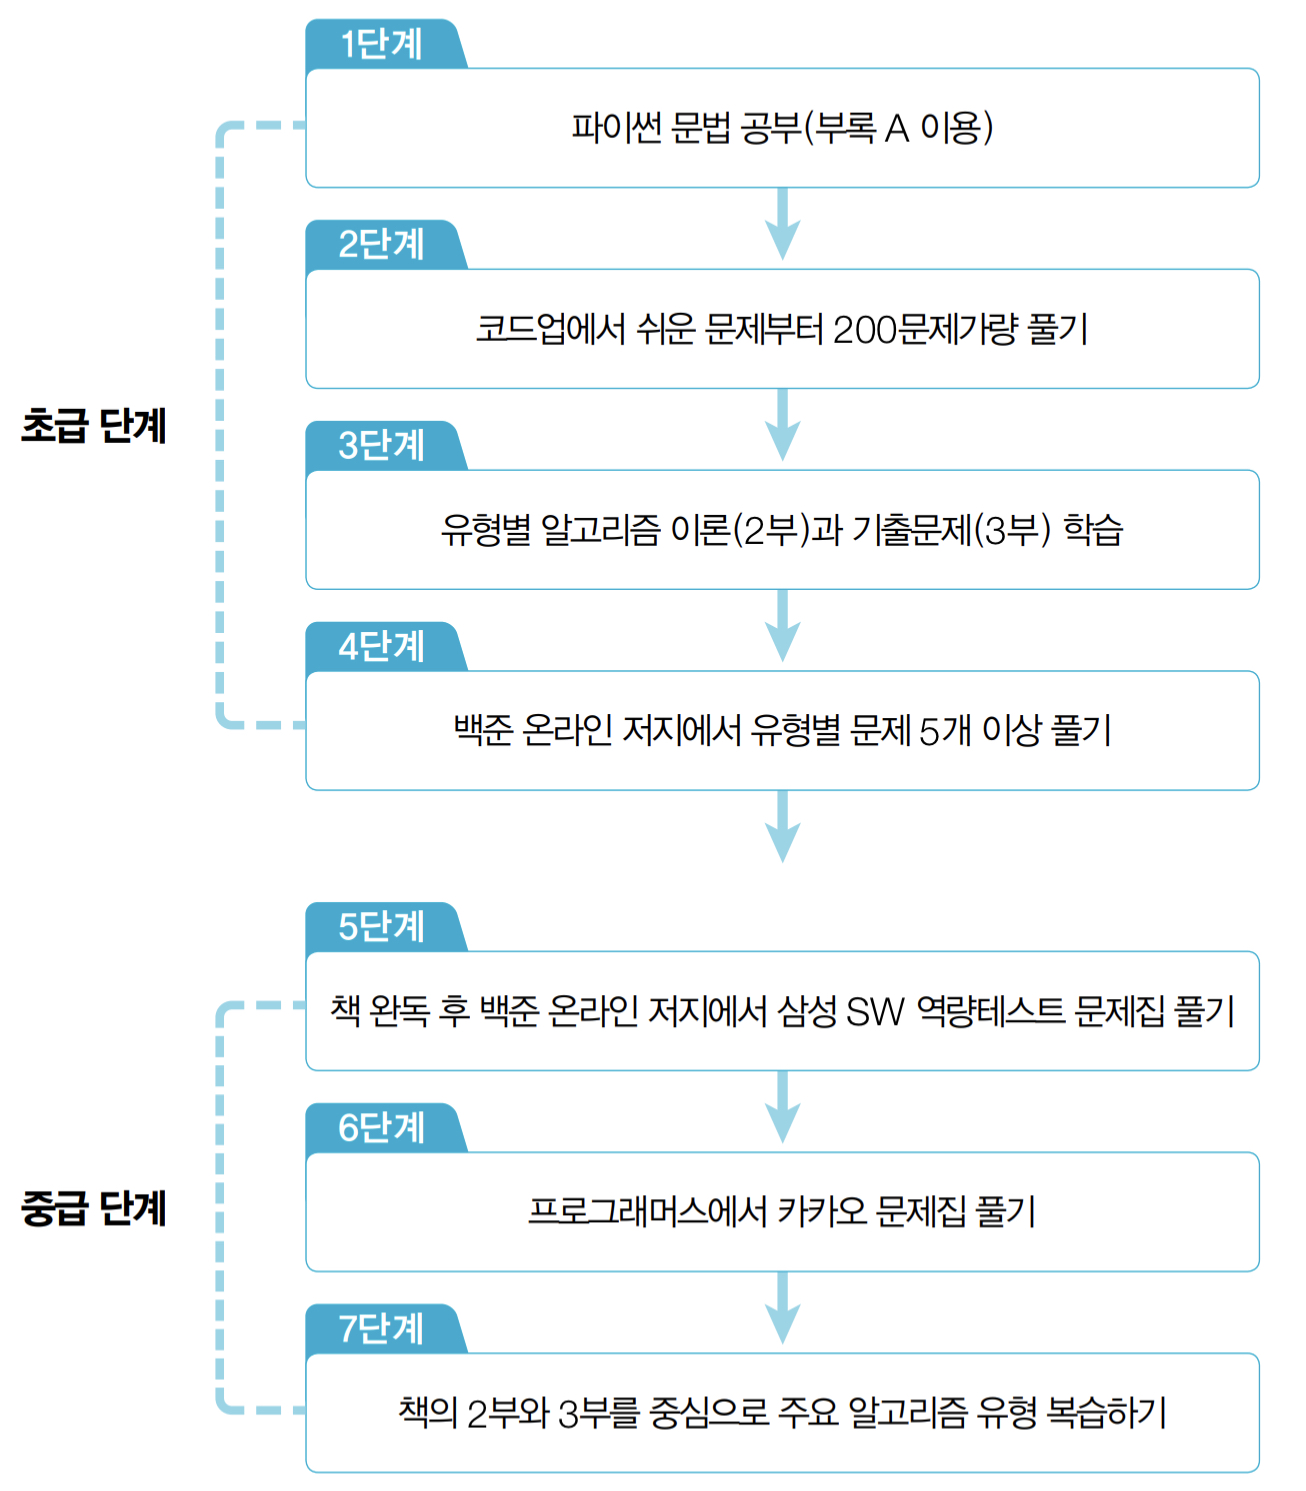 1단계
파이썬 문법 공부(부록 A 이용)
2단계
코드업에서 쉬운 문제부터 200문제가량 풀기
초급 단계
3단계
유형별 알고리즘 이론(2부)과 기출문제(3부) 학습
4단계
백준 온라인 저지에서 유형별 문제 5개 이상 풀기
5단계
책 완독 후 백준 온라인 저지에서 삼성 SW 역량테스트 문제집 풀기
6단계
중급 단계
프로그래머스에서 카카오 문제집 풀기
7단계
책의 2부와 3부를 중심으로 주요 알고리즘 유형 복습하기